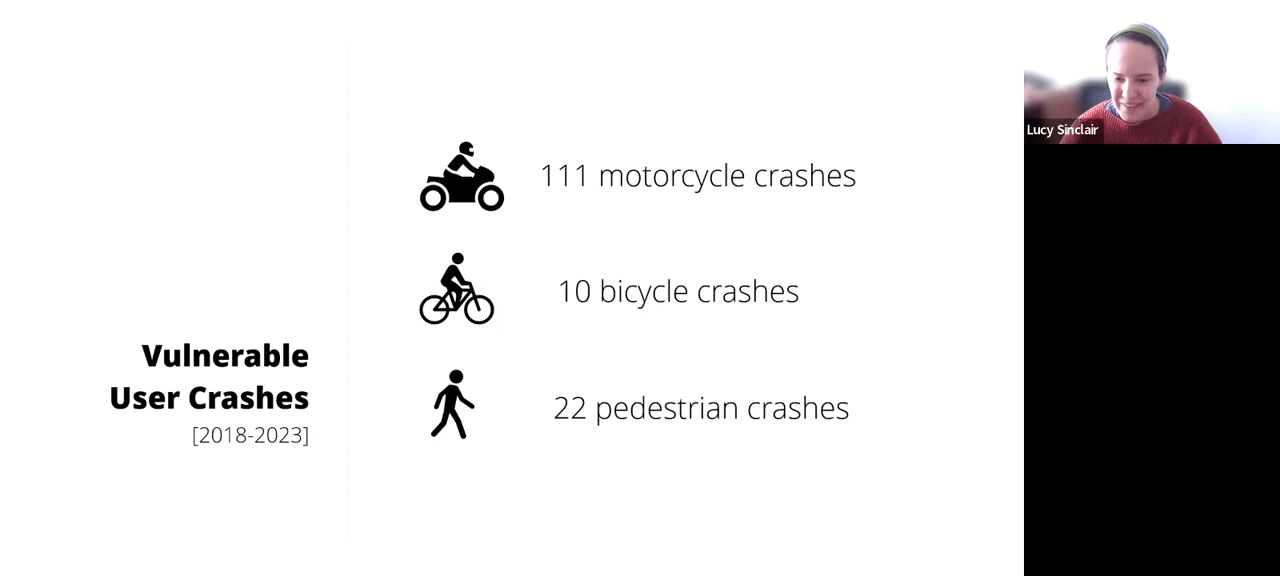 Vulnerable
User Crashes
[2018-2023]
111 motorcycle crashes
10 bicycle crashes
22 pedestrian crashes
Lucy Sinclair